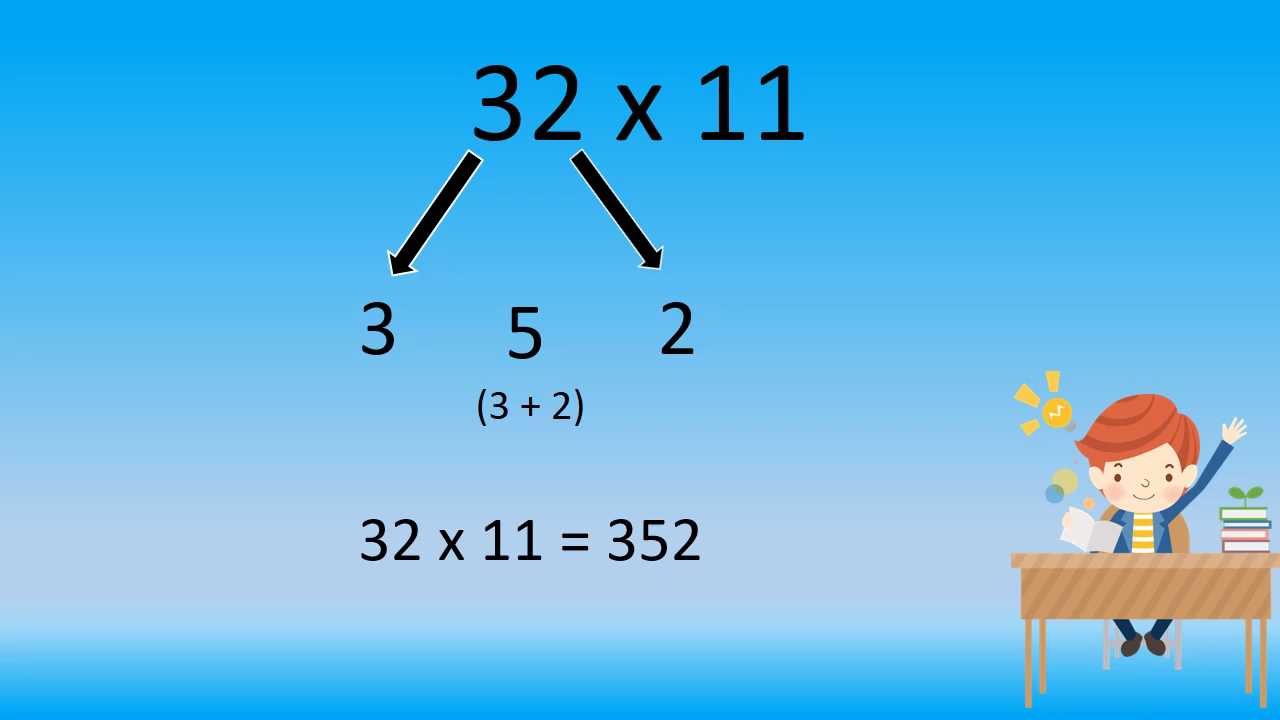 32 x 11
3 5 2
(3 + 2)
32 x 11 = 352